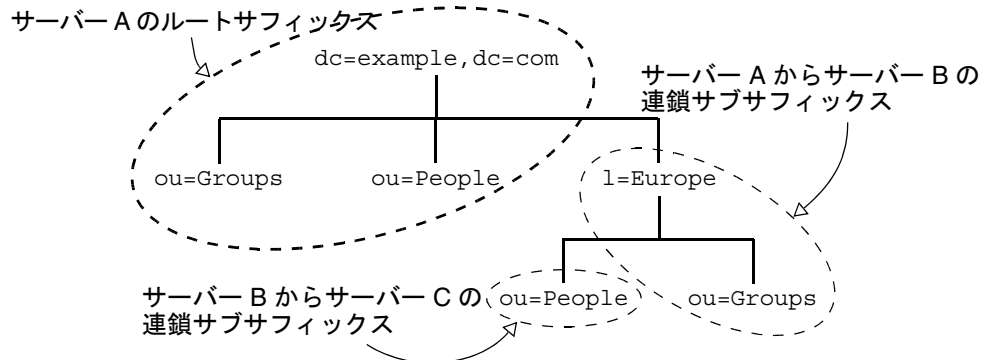 サーバー A のルートサフィックス
dc=example,dc=com
サーバー A からサーバー B の
連鎖サブサフィックス
ou=Groups
ou=People
l=Europe
サーバー B からサーバー C の
連鎖サブサフィックス
ou=People
ou=Groups